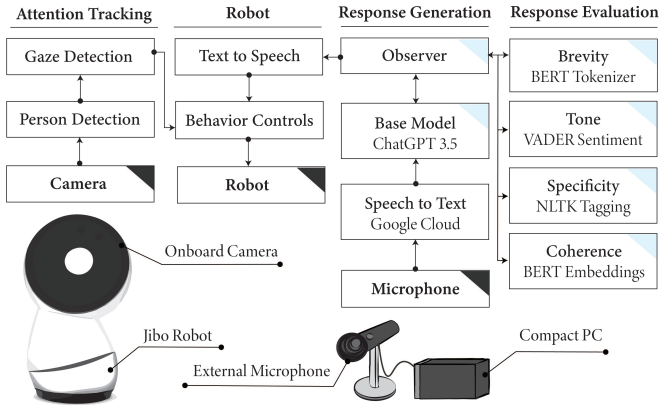 Attention Tracking
Robot
Response Generation
Response Evaluation
Gaze Detection
Text to Speech
Observer
Brevity
BERT Tokenizer
Person Detection
Behavior Controls
Base Model
ChatGPT 3.5
Tone
VADER Sentiment
Camera
Robot
Speech to Text
Google Cloud
Specificity
NLTK Tagging
Microphone
Coherence
BERT Embeddings
Onboard Camera
Jibo Robot
External Microphone
Compact PC